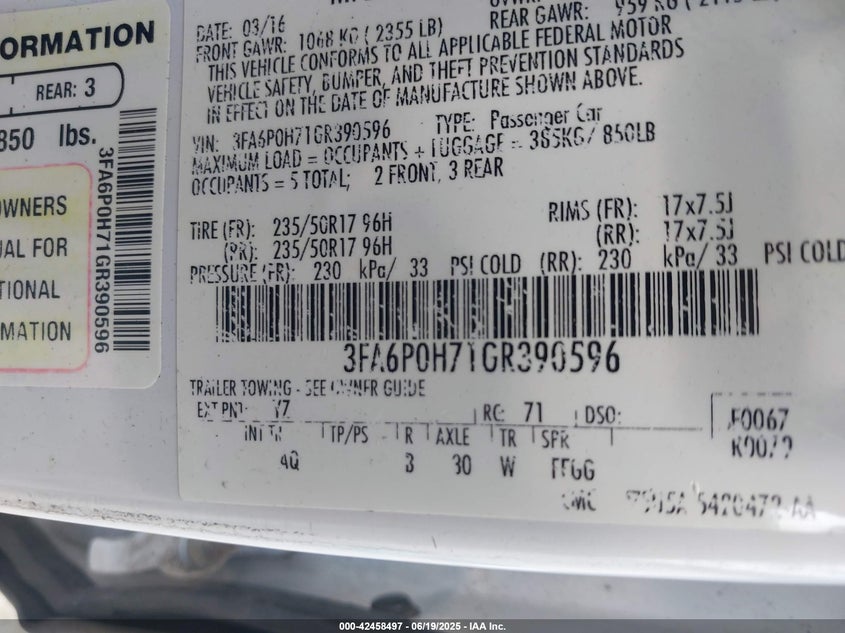 ORMATION
REAR: 3
850 lbs.
OWNERS
UAL FOR
TIONAL
MATION
3FA6P0H71GR390596
DATE: 03/16
FRONT GAWR: 1068 KG ( 2355 LB)
REAR GAWR: 959 KG
THIS VEHICLE CONFORMS TO ALL APPLICABLE FEDERAL MOTOR
VEHICLE SAFETY, BUMPER, AND THEFT PREVENTION STANDARDS
IN EFFECT ON THE DATE OF MANUFACTURE SHOWN ABOVE.
VIN: 3FA6P0H71GR390596 TYPE: Passenger Car
MAXIMUM LOAD = OCCUPANTS + LUGGAGE = 385KG/ 850LB
OCCUPANTS = 5 TOTAL; 2 FRONT, 3 REAR
TIRE (FR): 235/50R17 96H RIMS (FR): 17x7.5J
(RR): 235/50R17 96H (RR): 17x7.5J
PRESSURE (FR): 230 kPa/ 33 PSI COLD (RR): 230 kPa/ 33 PSI COLD
3FA6P0H71GR390596
TRAILER TOWING - SEE OWNER GUIDE
EXT PNT: RC: 71 DSO:
INT TR TP/PS R AXLE TR SPR
4Q 3 30 W FFGG
000-42458497 - 06/19/2025 - IAA Inc.